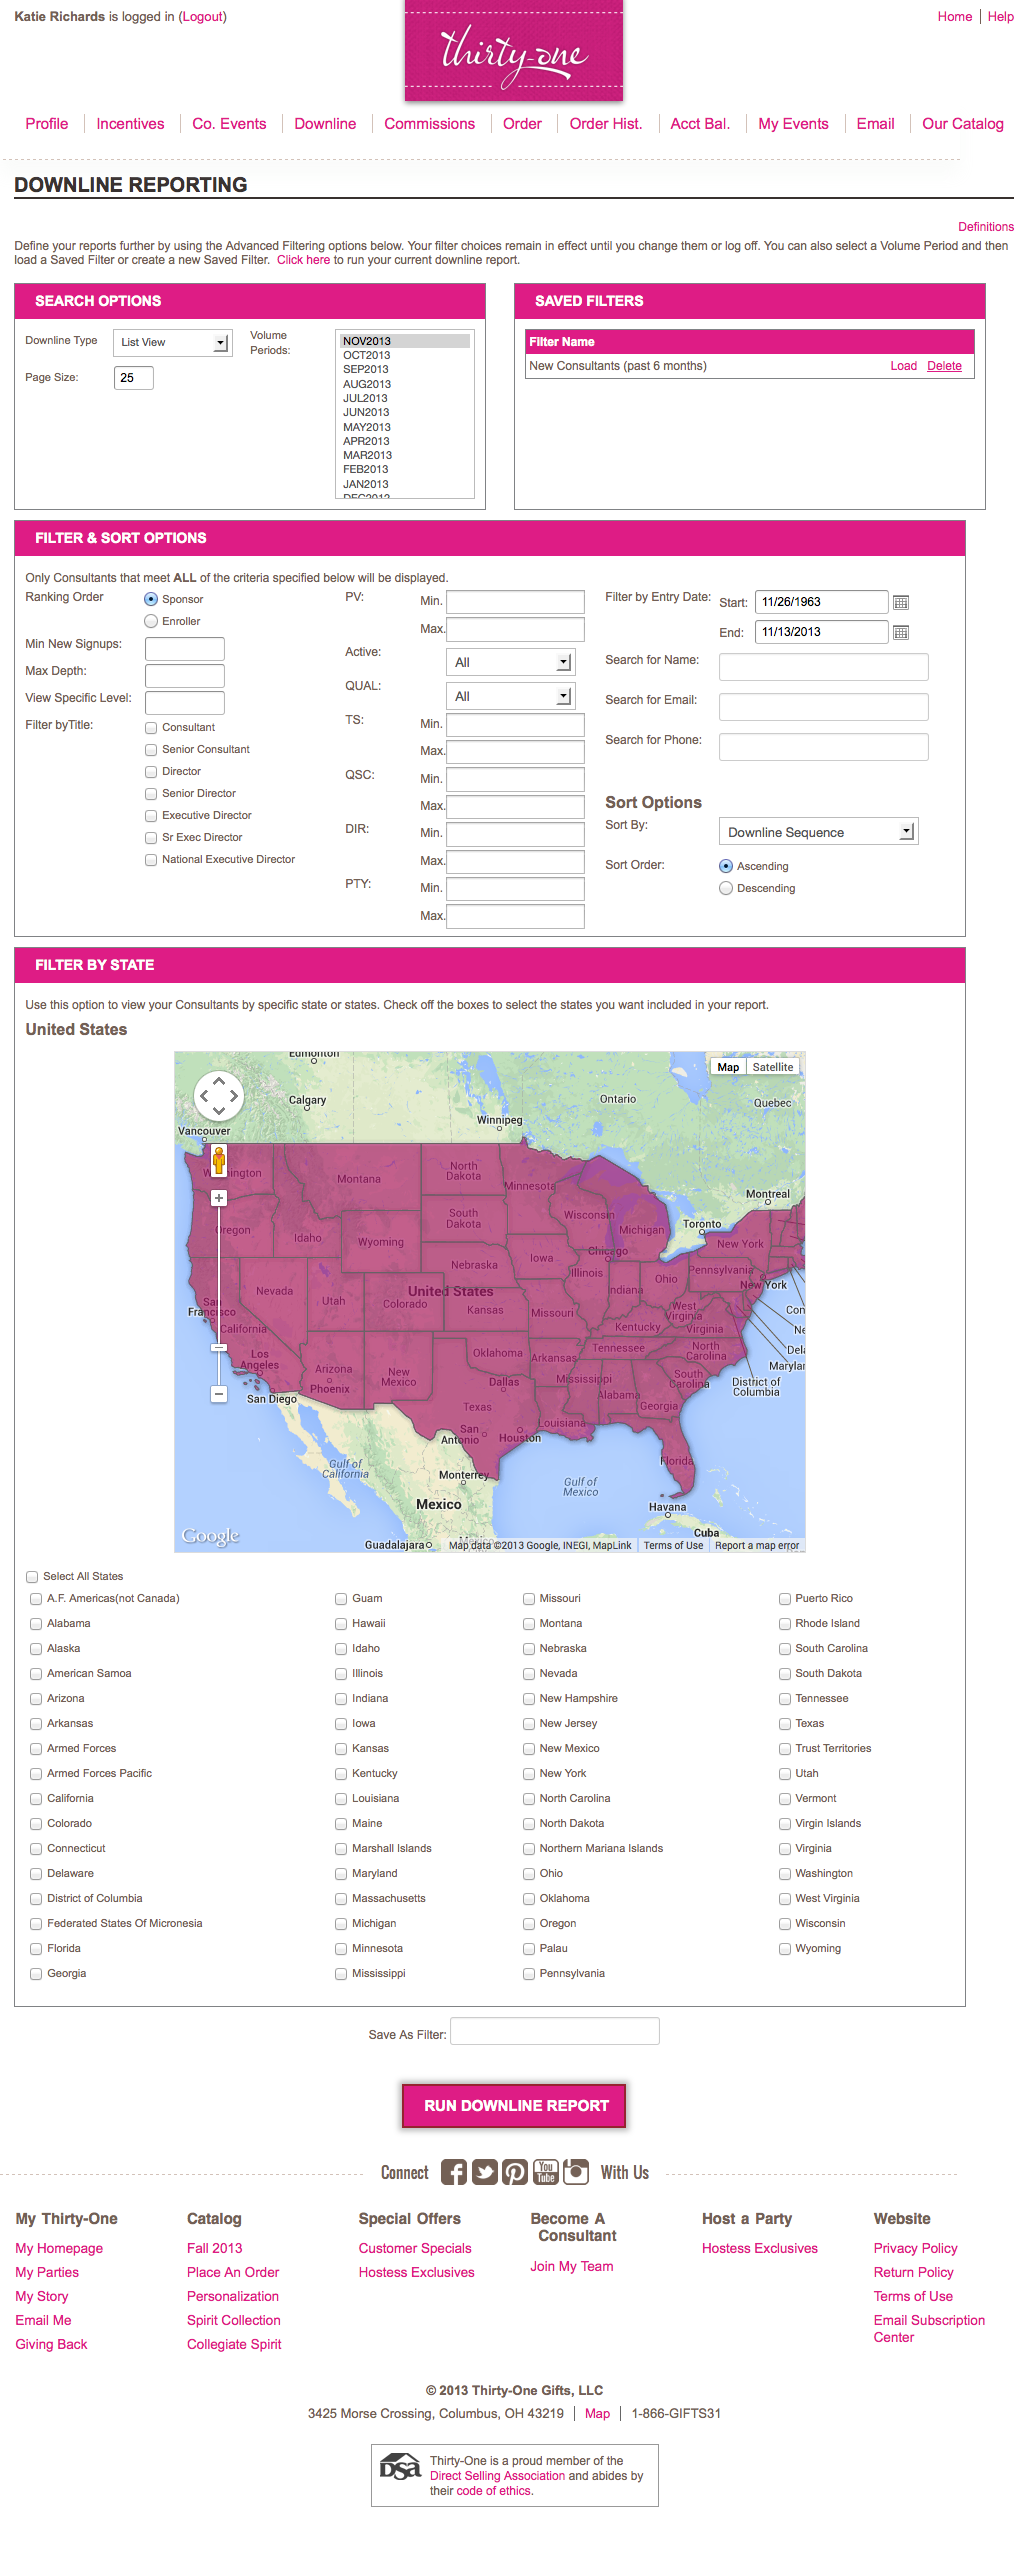 Katie Richards is logged in (Logout)
Home | Help
thirty-one
Profile
Incentives
Co. Events
Downline
Commissions
Order
Order Hist.
Acct Bal.
My Events
Email
Our Catalog
DOWNLINE REPORTING
Definitions
Define your reports further by using the Advanced Filtering options below. Your filter choices remain in effect until you change them or log off. You can also select a Volume Period and then
load a Saved Filter or create a new Saved Filter. Click here to run your current downline report.
SEARCH OPTIONS
Downline Type
List View
Page Size:
25
Volume
Periods:
NOV2013
OCT2013
SEP2013
AUG2013
JUL2013
JUN2013
MAY2013
APR2013
MAR2013
FEB2013
JAN2013
SAVED FILTERS
Filter Name
New Consultants (past 6 months) Load Delete
FILTER & SORT OPTIONS
Only Consultants that meet ALL of the criteria specified below will be displayed.
Ranking Order
Sponsor
Enroller
Min New Signups:
Max Depth:
View Specific Level:
Filter byTitle:
Consultant
Senior Consultant
Director
Senior Director
Executive Director
Sr Exec Director
National Executive Director
PV:
Min.
Max.
Active:
All
QUAL:
All
TS:
Min.
Max.
QSC:
Min.
Max.
DIR:
Min.
Max.
PTY:
Min.
Max.
Filter by Entry Date:
Start: 11/26/1963
End: 11/13/2013
Search for Name:
Search for Email:
Search for Phone:
Sort Options
Sort By:
Downline Sequence
Sort Order:
Ascending
Descending
FILTER BY STATE
Use this option to view your Consultants by specific state or states. Check off the boxes to select the states you want included in your report.
United States
Edmonton
Map
Satellite
Calgary
Ontario
Quebec
Winnipeg
Vancouver
North
Dakota
Montana
Minnesota
Montreal
South
Dakota
Wisconsin
Michigan
Toronto
Oregon
Idaho
Wyoming
New York
Chicago
Iowa
Nebraska
Illinois
Indiana
Ohio
Pennsylvania
New York
Nevada
Utah
Colorado
United States
Kansas
Missouri
West
Virginia
Kentucky
Virginia
San
Francisco
California
Los
Angeles
Arizona
Phoenix
New
Mexico
Oklahoma
Arkansas
Tennessee
North
Carolina
San Diego
Dallas
Mississippi
Alabama
South
Carolina
Georgia
District of
Columbia
Texas
San
Antonio
Houston
Louisiana
Florida
Gulf of
California
Monterrey
Gulf of
Mexico
Mexico
Havana
Cuba
Google
Guadalajara
Map data ©2013 Google, INEGI, MapLink
Terms of Use
Report a map error
Select All States
A.F. Americas(not Canada)
Alabama
Alaska
American Samoa
Arizona
Arkansas
Armed Forces
Armed Forces Pacific
California
Colorado
Connecticut
Delaware
District of Columbia
Federated States Of Micronesia
Florida
Georgia
Guam
Hawaii
Idaho
Illinois
Indiana
Iowa
Kansas
Kentucky
Louisiana
Maine
Marshall Islands
Maryland
Massachusetts
Michigan
Minnesota
Mississippi
Missouri
Montana
Nebraska
Nevada
New Hampshire
New Jersey
New Mexico
New York
North Carolina
North Dakota
Northern Mariana Islands
Ohio
Oklahoma
Oregon
Palau
Pennsylvania
Puerto Rico
Rhode Island
South Carolina
South Dakota
Tennessee
Texas
Trust Territories
Utah
Vermont
Virgin Islands
Virginia
Washington
West Virginia
Wisconsin
Wyoming
Save As Filter:
RUN DOWNLINE REPORT
Connect
You
Tube
With Us
My Thirty-One
My Homepage
My Parties
My Story
Email Me
Giving Back
Catalog
Fall 2013
Place An Order
Personalization
Spirit Collection
Collegiate Spirit
Special Offers
Customer Specials
Hostess Exclusives
Become A
Consultant
Join My Team
Host a Party
Hostess Exclusives
Website
Privacy Policy
Return Policy
Terms of Use
Email Subscription
Center
© 2013 Thirty-One Gifts, LLC
3425 Morse Crossing, Columbus, OH 43219 | Map | 1-866-GIFTS31
DSA
Thirty-One is a proud member of the
Direct Selling Association and abides by
their code of ethics.